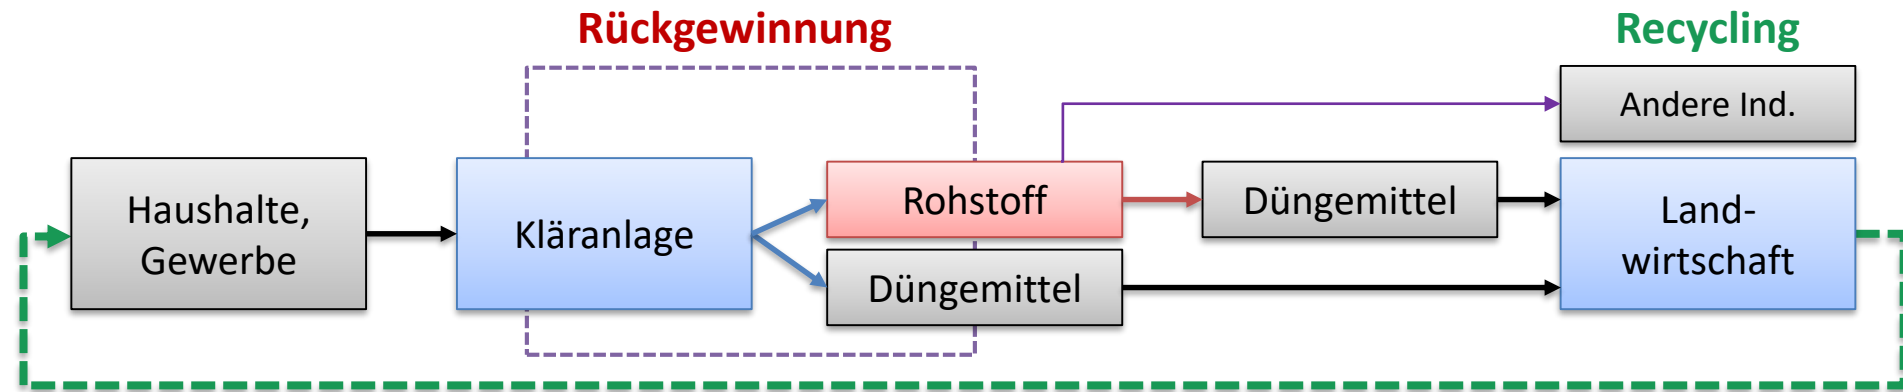 Rückgewinnung
Recycling
Andere Ind.
Haushalte,
Gewerbe
Kläranlage
Rohstoff
Düngemittel
Düngemittel
Land-
wirtschaft